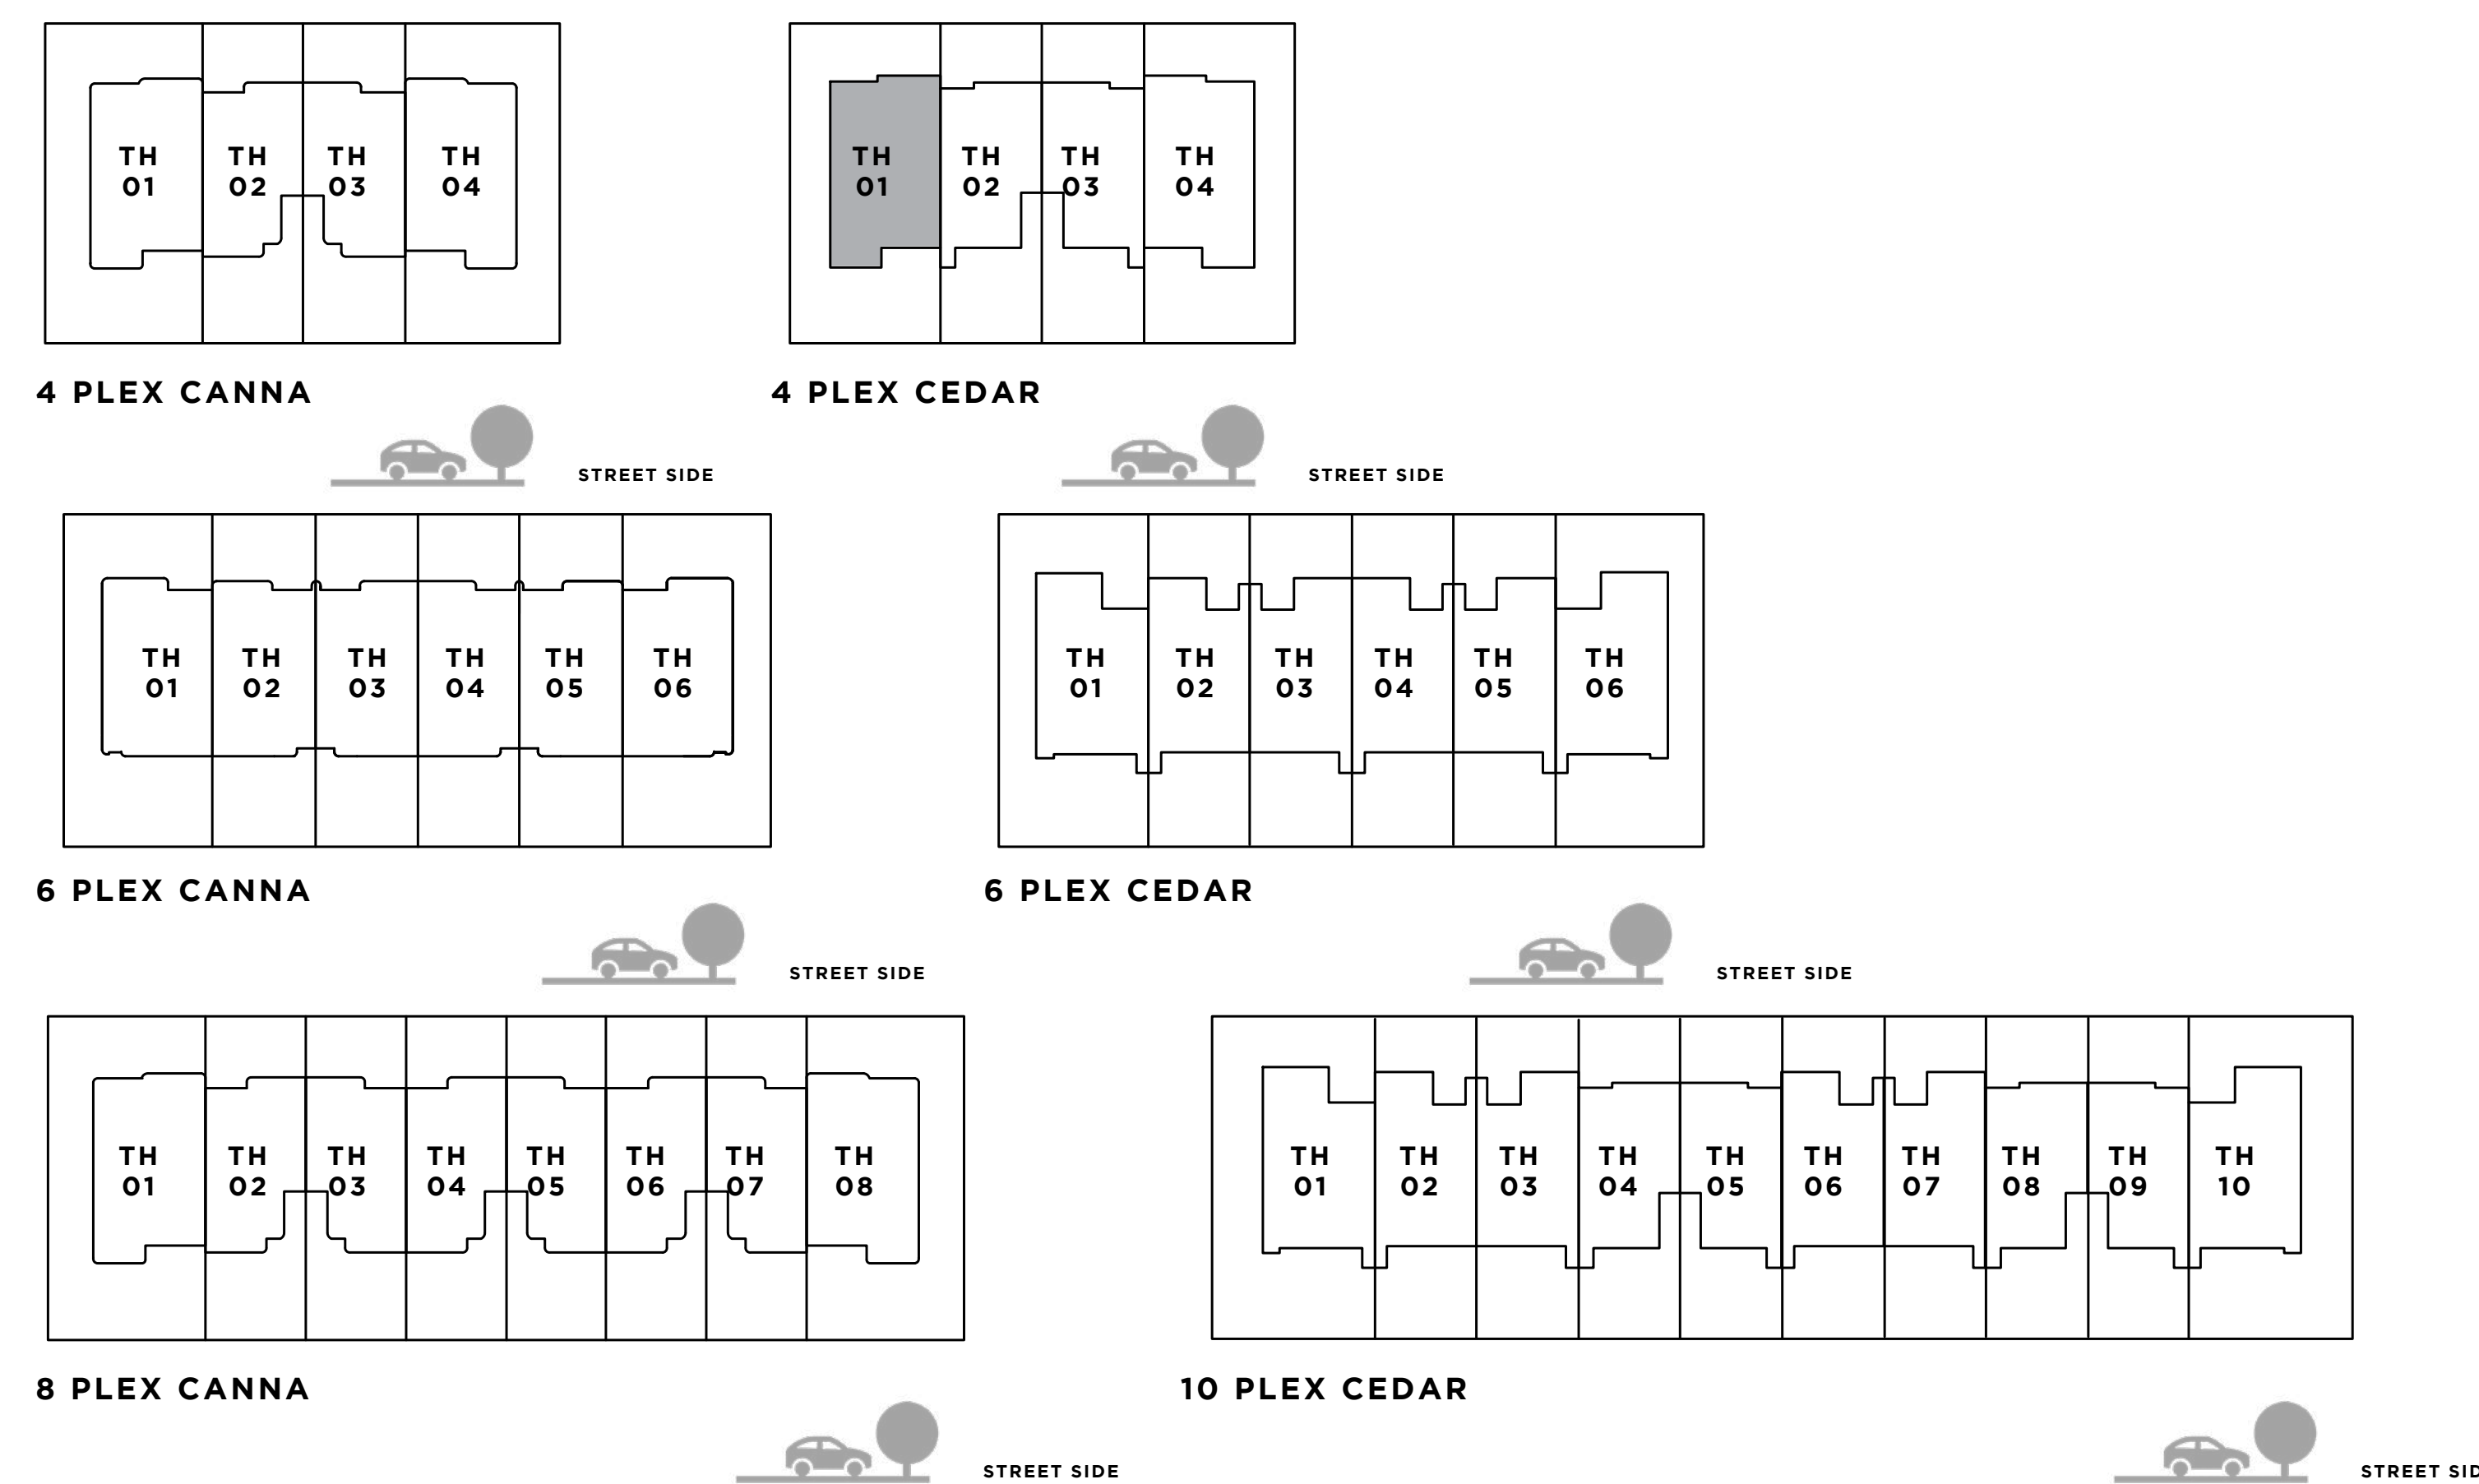 TH TH TH TH
01 02 03 04
TH TH TH TH
01 02 03 04
4 PLEX CANNA
4 PLEX CEDAR
STREET SIDE
STREET SIDE
TH TH TH TH TH TH
01 02 03 04 05 06
TH TH TH TH TH TH
01 02 03 04 05 06
6 PLEX CANNA
6 PLEX CEDAR
STREET SIDE
STREET SIDE
TH TH TH TH TH TH TH TH
01 02 03 04 05 06 07 08
TH TH TH TH TH TH TH TH TH TH
01 02 03 04 05 06 07 08 09 10
8 PLEX CANNA
10 PLEX CEDAR
STREET SIDE
STREET